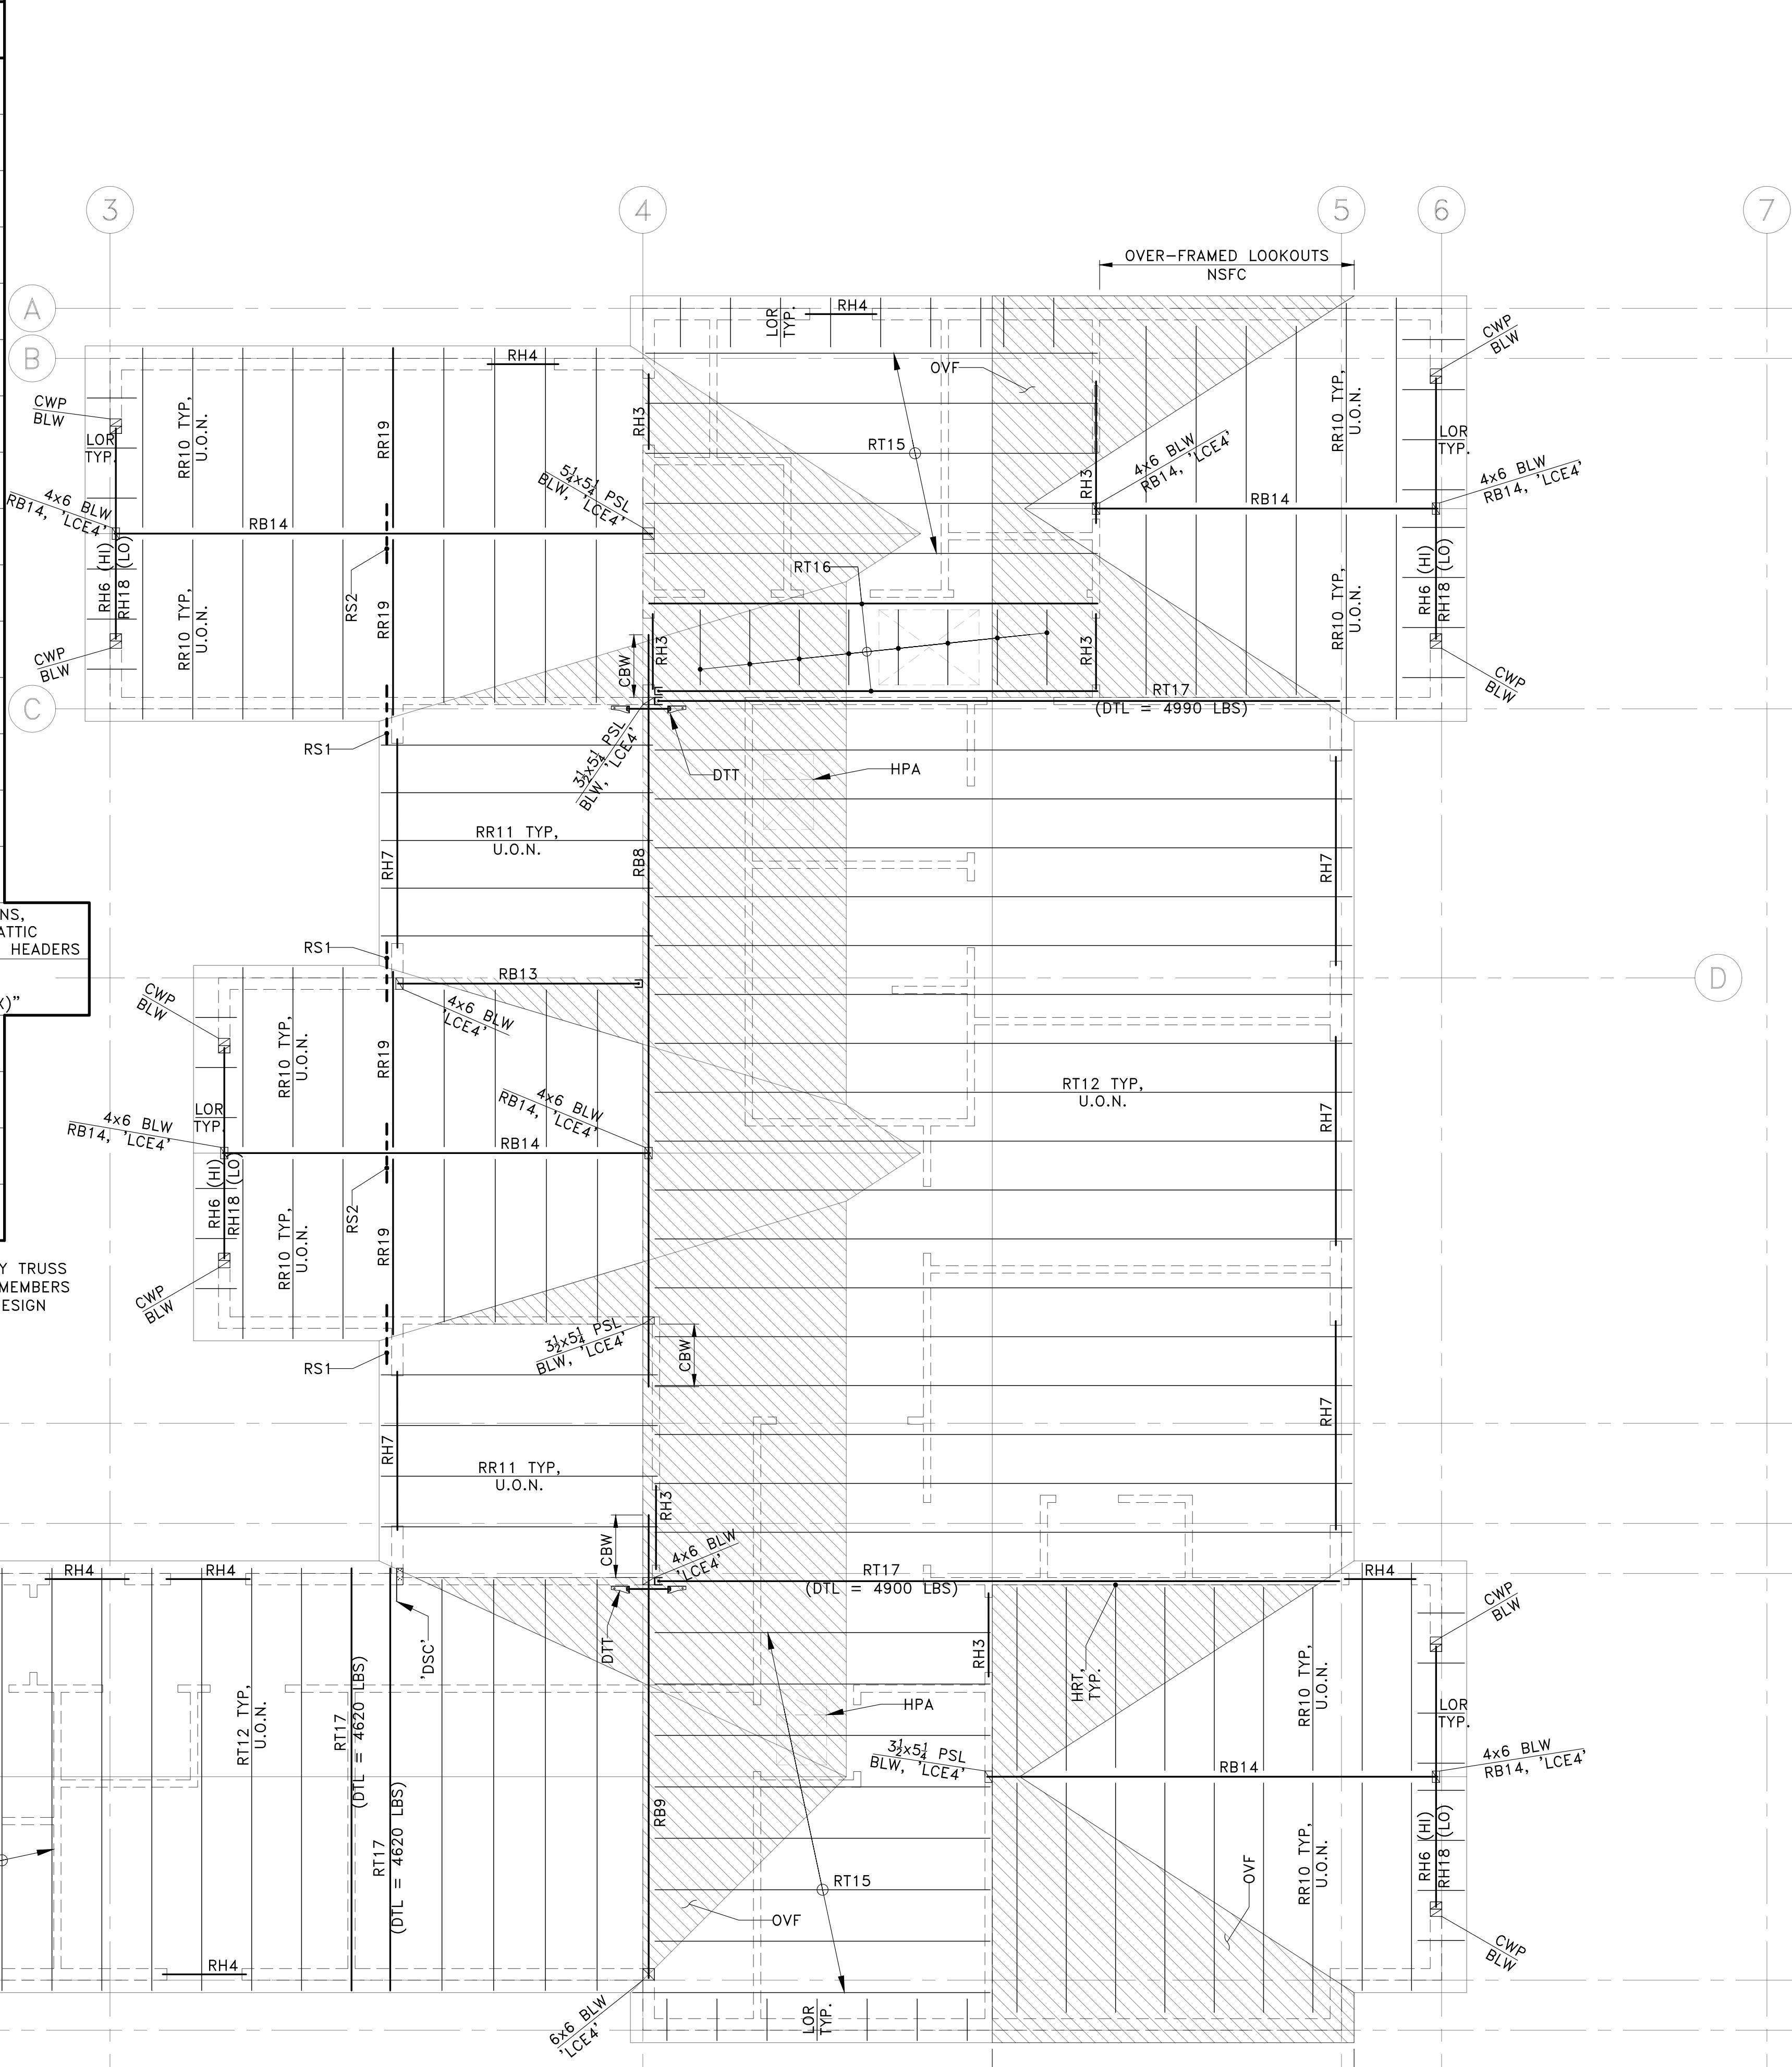 3
4
5
6
7
OVER-FRAMED LOOKOUTS
NSFC
A
B
C
D
LOR
TYP.
RH4
RH4
OVF
CWP
BLW
CWP
BLW
LOR
TYP.
RR10 TYP,
U.O.N.
RR19
RH3
RT15
5¼x5¼ PSL
BLW, 'LCE4'
4x6 BLW
RB14, 'LCE4'
RH3
4x6 BLW
RB14, 'LCE4'
RB14
RR10 TYP,
U.O.N.
LOR
TYP.
4x6 BLW
RB14, 'LCE4'
RB14
RH6 (HI)
RH18 (LO)
RR10 TYP,
U.O.N.
RS2
RR19
RT16
RR10 TYP,
U.O.N.
RH6 (HI)
RH18 (LO)
CWP
BLW
CBW
RH3
RH3
CWP
BLW
RT17
(DTL = 4990 LBS)
RS1
3½x5¼ PSL
BLW, 'LCE4'
DTT
HPA
RR11 TYP,
U.O.N.
RH7
RB8
RH7
NS,
ATTIC
HEADERS
X)"
RS1
RB13
4x6 BLW
'LCE4'
CWP
BLW
RR10 TYP,
U.O.N.
RR19
LOR
TYP.
4x6 BLW
RB14, 'LCE4'
4x6 BLW
RB14, 'LCE4'
RB14
RT12 TYP,
U.O.N.
RH7
RH6 (HI)
RH18 (LO)
RR10 TYP,
U.O.N.
RS2
RR19
CWP
BLW
Y TRUSS
MEMBERS
ESIGN
RS1
3½x5¼ PSL
BLW, 'LCE4'
CBW
RH7
RH7
RR11 TYP,
U.O.N.
RH3
CBW
4x6 BLW
'LCE4'
RT17
(DTL = 4900 LBS)
RH4
RH4
RH4
CWP
BLW
'DSC'
DTT
RH3
HRT,
TYP.
RR10 TYP,
U.O.N.
LOR
TYP.
RT12 TYP,
U.O.N.
RT17
(DTL = 4620 LBS)
HPA
3½x5¼ PSL
BLW, 'LCE4'
RB14
4x6 BLW
RB14, 'LCE4'
RT17
(DTL = 4620 LBS)
RB9
RT15
OVF
RR10 TYP,
U.O.N.
OVF
RH6 (HI)
RH18 (LO)
CWP
BLW
RH4
6x6 BLW
'LCE4'
LOR
TYP.